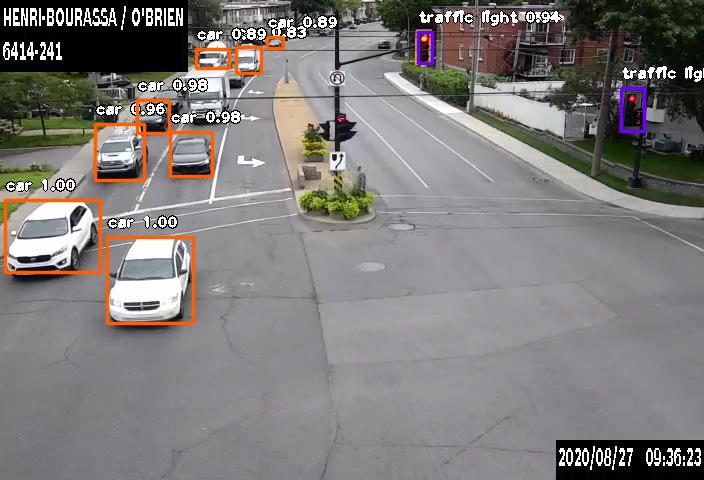 HENRI-BOURASSA / O'BRIEN
6414-241
car 0.89
car 0.89
0.83
traffic light 0.94
traffic lig
car 0.98
car 0.96
car 0.98
car 1.00
car 1.00
2020/08/27 09:36:23